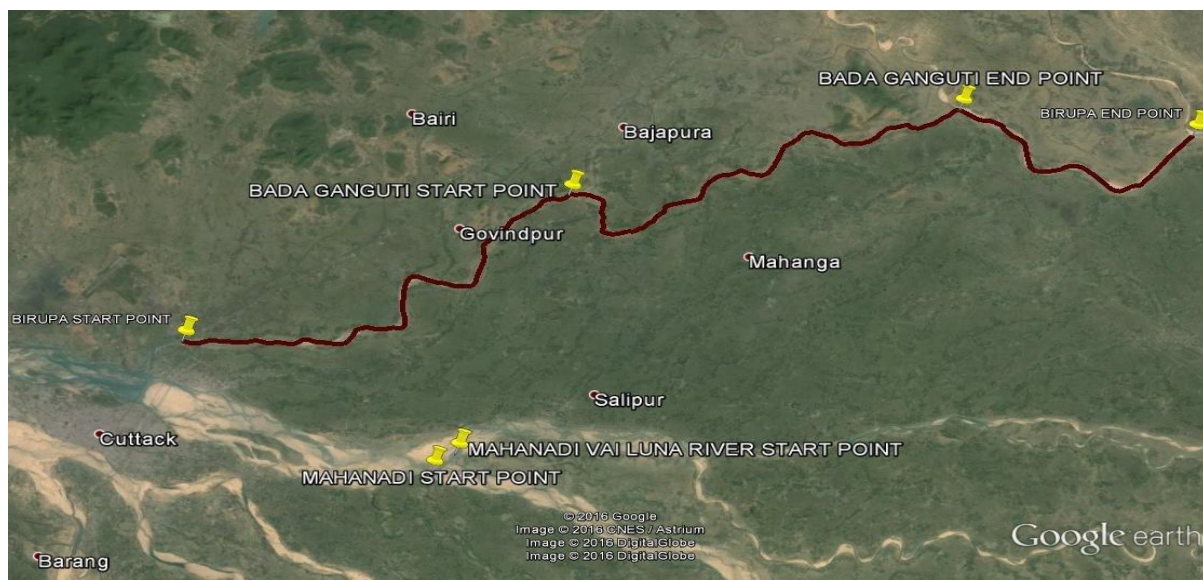 BADA GANGUTI END POINT
BIRUPA END POINT
Bairi
Bajapura
BADA GANGUTI START POINT
Govindpur
Mahanga
BIRUPA START POINT
Salipur
Cuttack
MAHANADI VAI LUNA RIVER START POINT
MAHANADI START POINT
© 2016 Google
Image © 2016 CNES / Astrium
Image © 2016 DigitalGlobe
Image © 2016 DigitalGlobe
Google earth
Barang